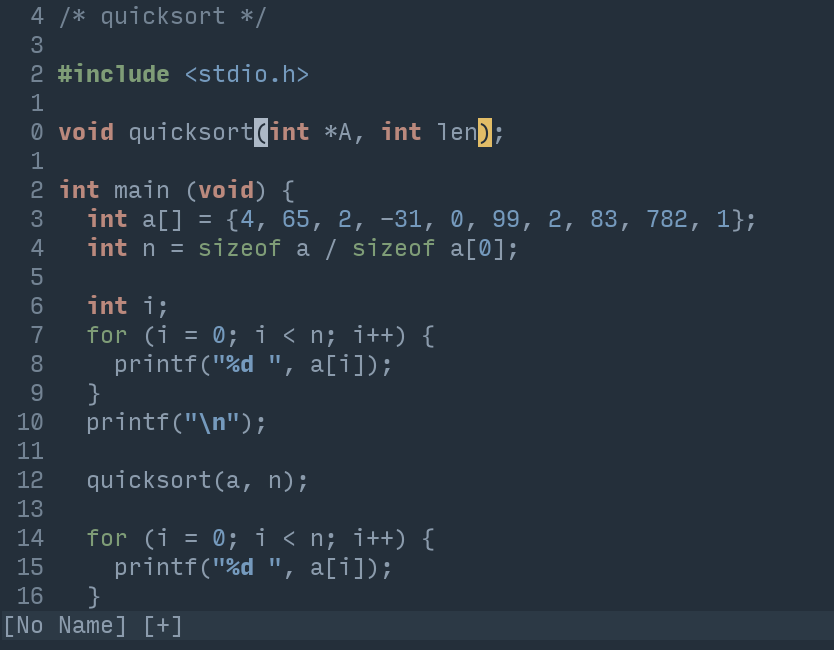 4 /* quicksort */
3
2 #include <stdio.h>
1
0 void quicksort(int *A, int len);
1
2 int main (void) {
3   int a[] = {4, 65, 2, -31, 0, 99, 2, 83, 782, 1};
4   int n = sizeof a / sizeof a[0];
5
6   int i;
7   for (i = 0; i < n; i++) {
8     printf("%d ", a[i]);
9   }
10   printf("\n");
11
12   quicksort(a, n);
13
14   for (i = 0; i < n; i++) {
15     printf("%d ", a[i]);
16   }
[No Name] [+]